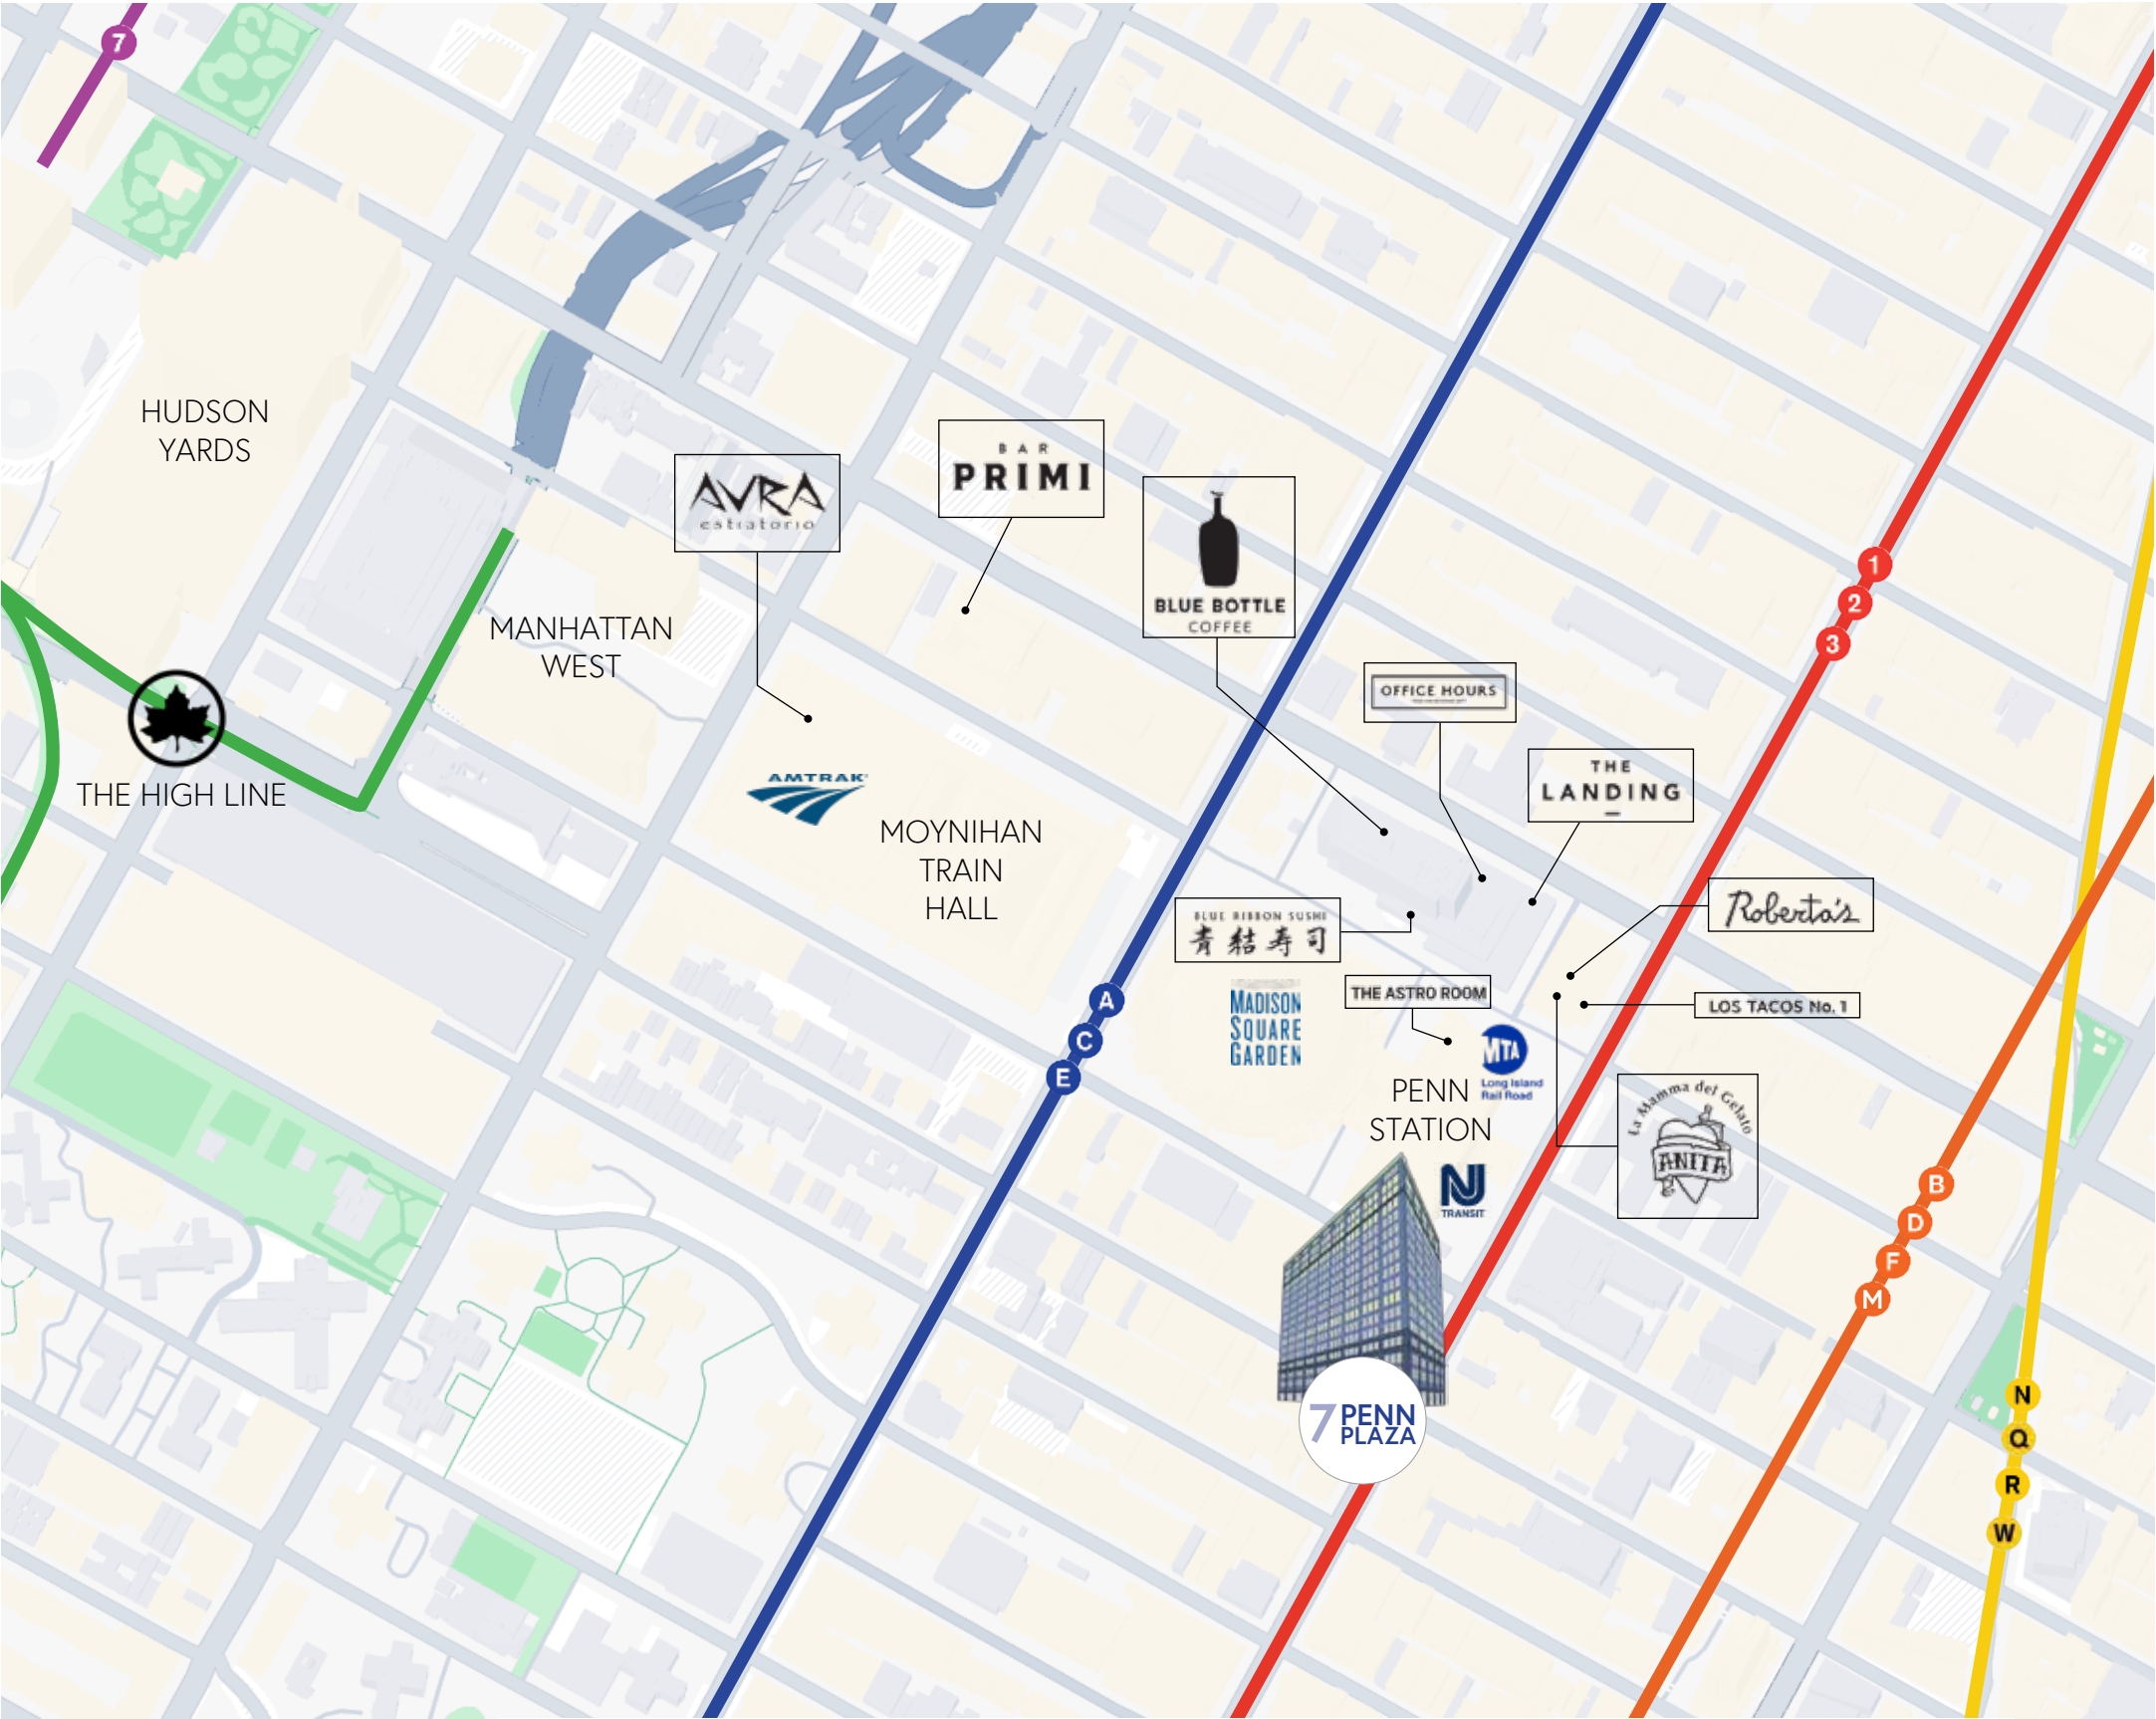 7
HUDSON
YARDS
AVRA
estiatorio
BAR
PRIMI
BLUE BOTTLE
COFFEE
1
2
3
MANHATTAN
WEST
OFFICE HOURS
THE HIGH LINE
AMTRAK
THE
LANDING
MOYNIHAN
TRAIN
HALL
Roberta's
BLUE RIBBON SUSHI
青結寿司
THE ASTRO ROOM
LOS TACOS No. 1
MADISON
SQUARE
GARDEN
A
C
E
MTA
Long Island
Rail Road
PENN
STATION
La Mamma del Gelato
ANITA
NJ
TRANSIT
B
D
F
M
7 PENN
PLAZA
N
Q
R
W